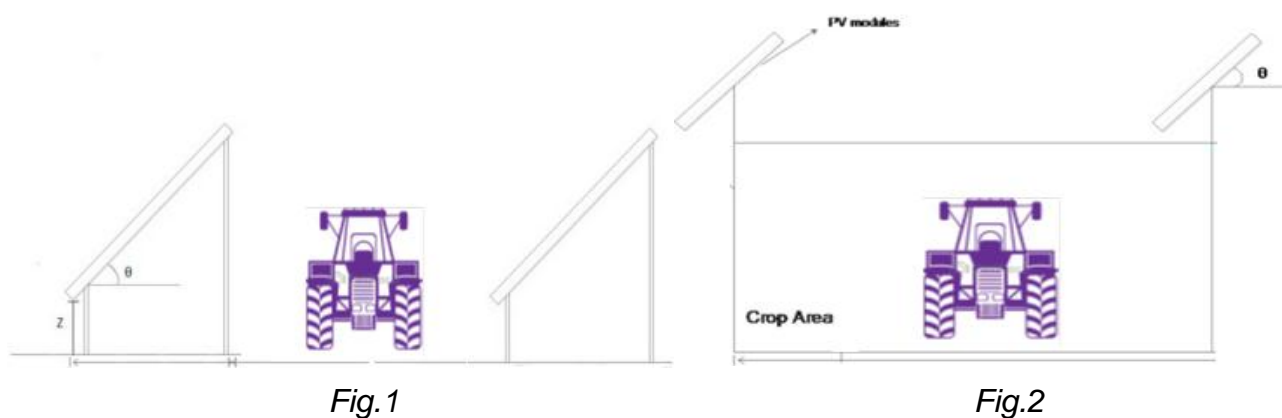 PV modules
θ
θ
Z
Crop Area
Fig.1
Fig.2